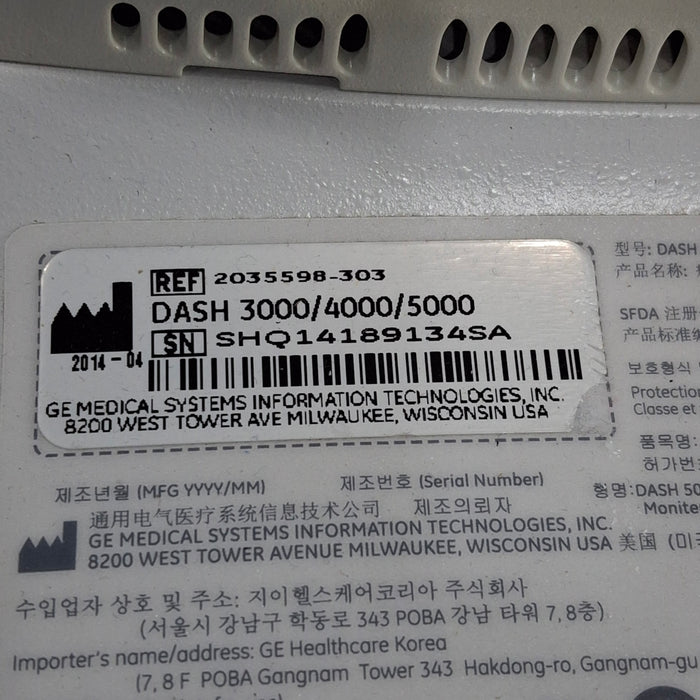 REF 2035598-303
DASH 3000/4000/5000
SN SHQ14189134SA
2014-04
GE MEDICAL SYSTEMS INFORMATION TECHNOLOGIES, INC.
8200 WEST TOWER AVE MILWAUKEE, WISCONSIN USA
型号: DASH
产品名称:
SFDA 注册
产品标准编
보호형식
Protection
Classe et
품목명:
허가번
제조년월 (MFG YYYY/MM) 제조번호 (Serial Number)
형명: DASH 50
Monite
通用电气医疗系统信息技术公司 제조의뢰자
GE MEDICAL SYSTEMS INFORMATION TECHNOLOGIES, INC.
8200 WEST TOWER AVENUE MILWAUKEE, WISCONSIN USA 美国 (미국
수입업자 상호 및 주소: 지이헬스케어코리아 주식회사
(서울시 강남구 학동로 343 POBA 강남 타워 7, 8층)
Importer's name/address: GE Healthcare Korea
(7, 8 F POBA Gangnam Tower 343 Hakdong-ro, Gangnam-gu